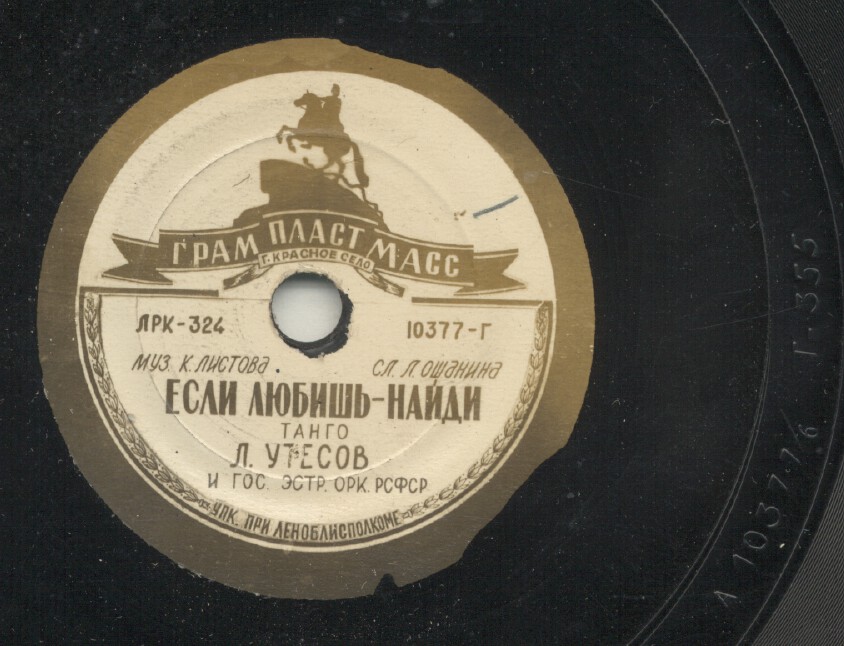 ГРАМ ПЛАСТ МАСС
Г. КРАСНОЕ СЕЛО
ЛРК-324 10377-Г
МУЗ. К. ЛИСТОВА. СЛ. Л. ОШАНИНА
ЕСЛИ ЛЮБИШЬ-НАЙДИ
ТАНГО
Л. УТЕСОВ
И ГОС. ЭСТР. ОРК. РСФСР
УПК. ПРИ ЛЕНОБЛИСПОЛКОМЕ
Г-355